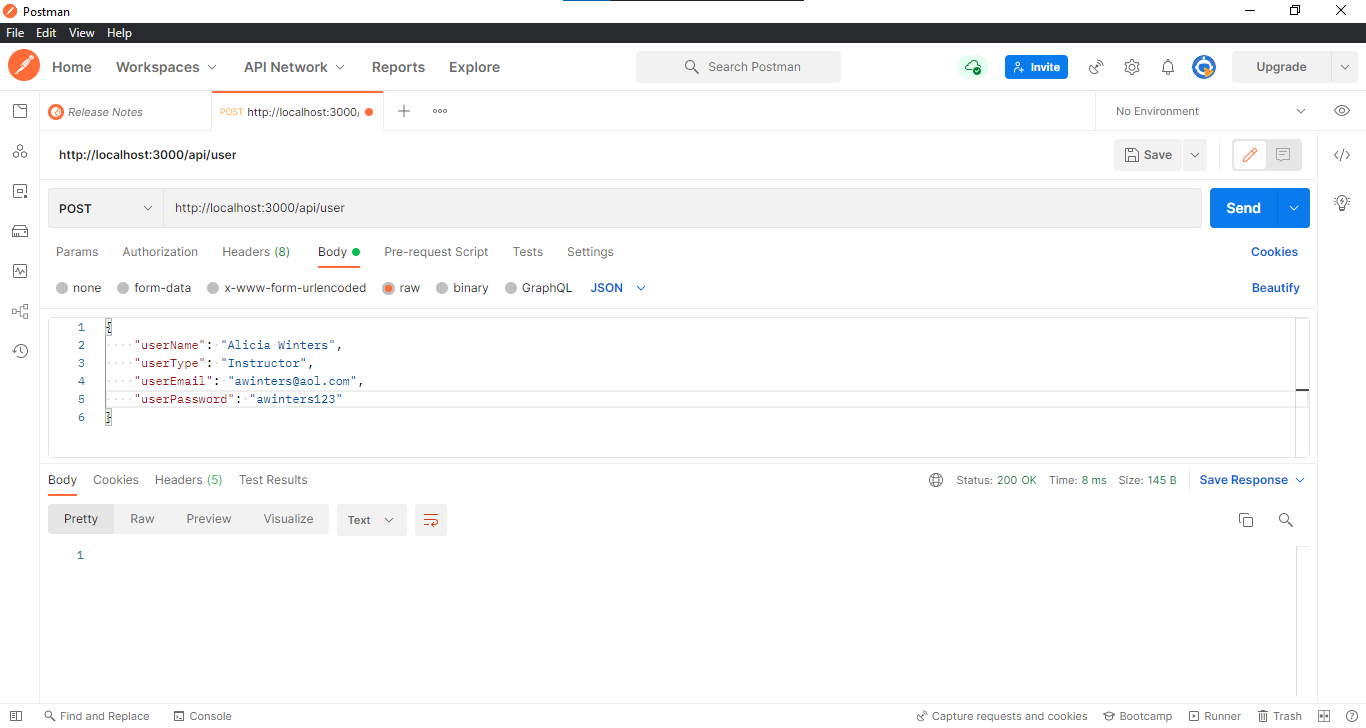 Postman
File Edit View Help
Home Workspaces API Network Reports Explore Search Postman Invite Upgrade
Release Notes POST http://localhost:3000/ No Environment
http://localhost:3000/api/user Save
POST http://localhost:3000/api/user Send
Params Authorization Headers (8) Body Pre-request Script Tests Settings Cookies
none form-data x-www-form-urlencoded raw binary GraphQL JSON Beautify
1 {
2 "userName": "Alicia Winters",
3 "userType": "Instructor",
4 "userEmail": "awinters@aol.com",
5 "userPassword": "awinters123"
6 }
Body Cookies Headers (5) Test Results Status: 200 OK Time: 8 ms Size: 145 B Save Response
Pretty Raw Preview Visualize Text
1
Find and Replace Console Capture requests and cookies Bootcamp Runner Trash